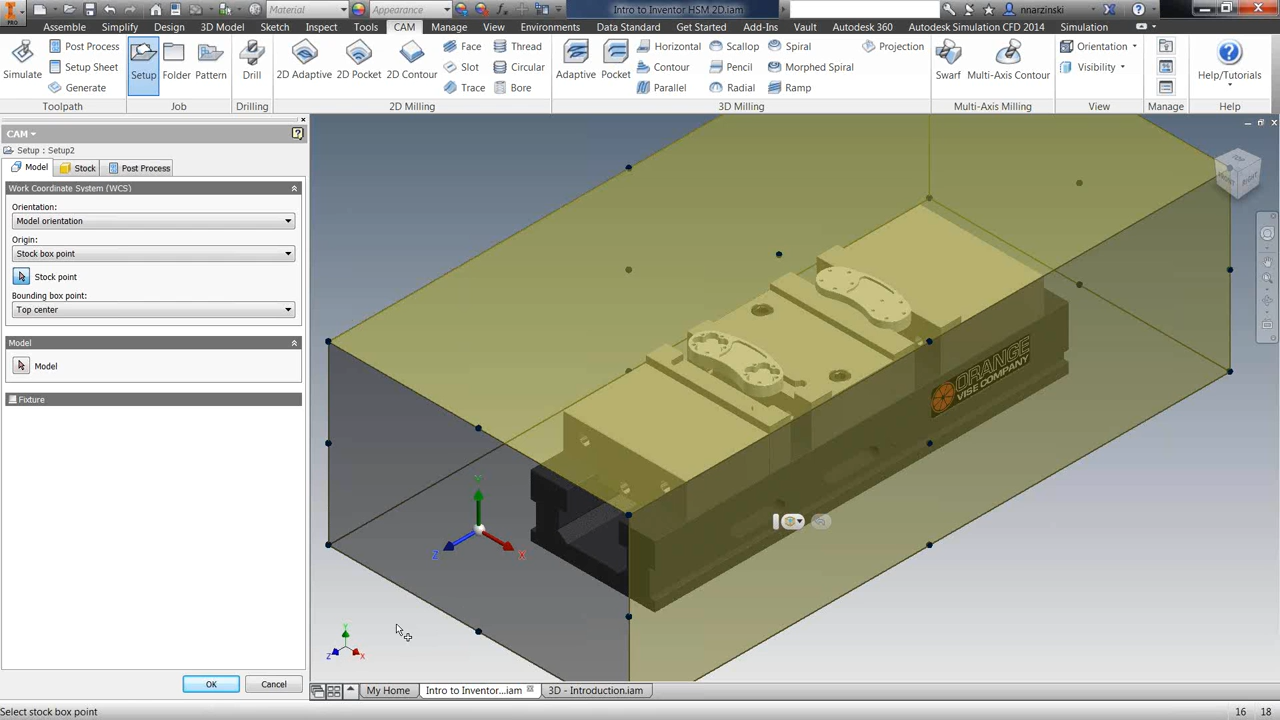 Material
Appearance
Intro to Inventor HSM 2D.iam
nnarzinski
PRO
Assemble Simplify Design 3D Model Sketch Inspect Tools CAM Manage View Environments Data Standard Get Started Add-Ins Vault Autodesk 360 Autodesk Simulation CFD 2014 Simulation
Post Process Face Thread Horizontal Scallop Spiral Projection Orientation
Simulate Setup Sheet Setup Folder Pattern Drill 2D Adaptive 2D Pocket 2D Contour Slot Circular Adaptive Pocket Contour Pencil Morphed Spiral Swarf Multi-Axis Contour Visibility Help/Tutorials
Generate Trace Bore Parallel Radial Ramp
Toolpath Job Drilling 2D Milling 3D Milling Multi-Axis Milling View Manage Help
CAM
Setup : Setup2
Model Stock Post Process
Work Coordinate System (WCS)
Orientation:
Model orientation
Origin:
Stock box point
Stock point
Bounding box point:
Top center
Model
Model
Fixture
OK Cancel
ORANGE
VISE COMPANY
Y
Z
X
Y
Z
X
My Home Intro to Inventor...iam 3D - Introduction.iam
Select stock box point
16 18